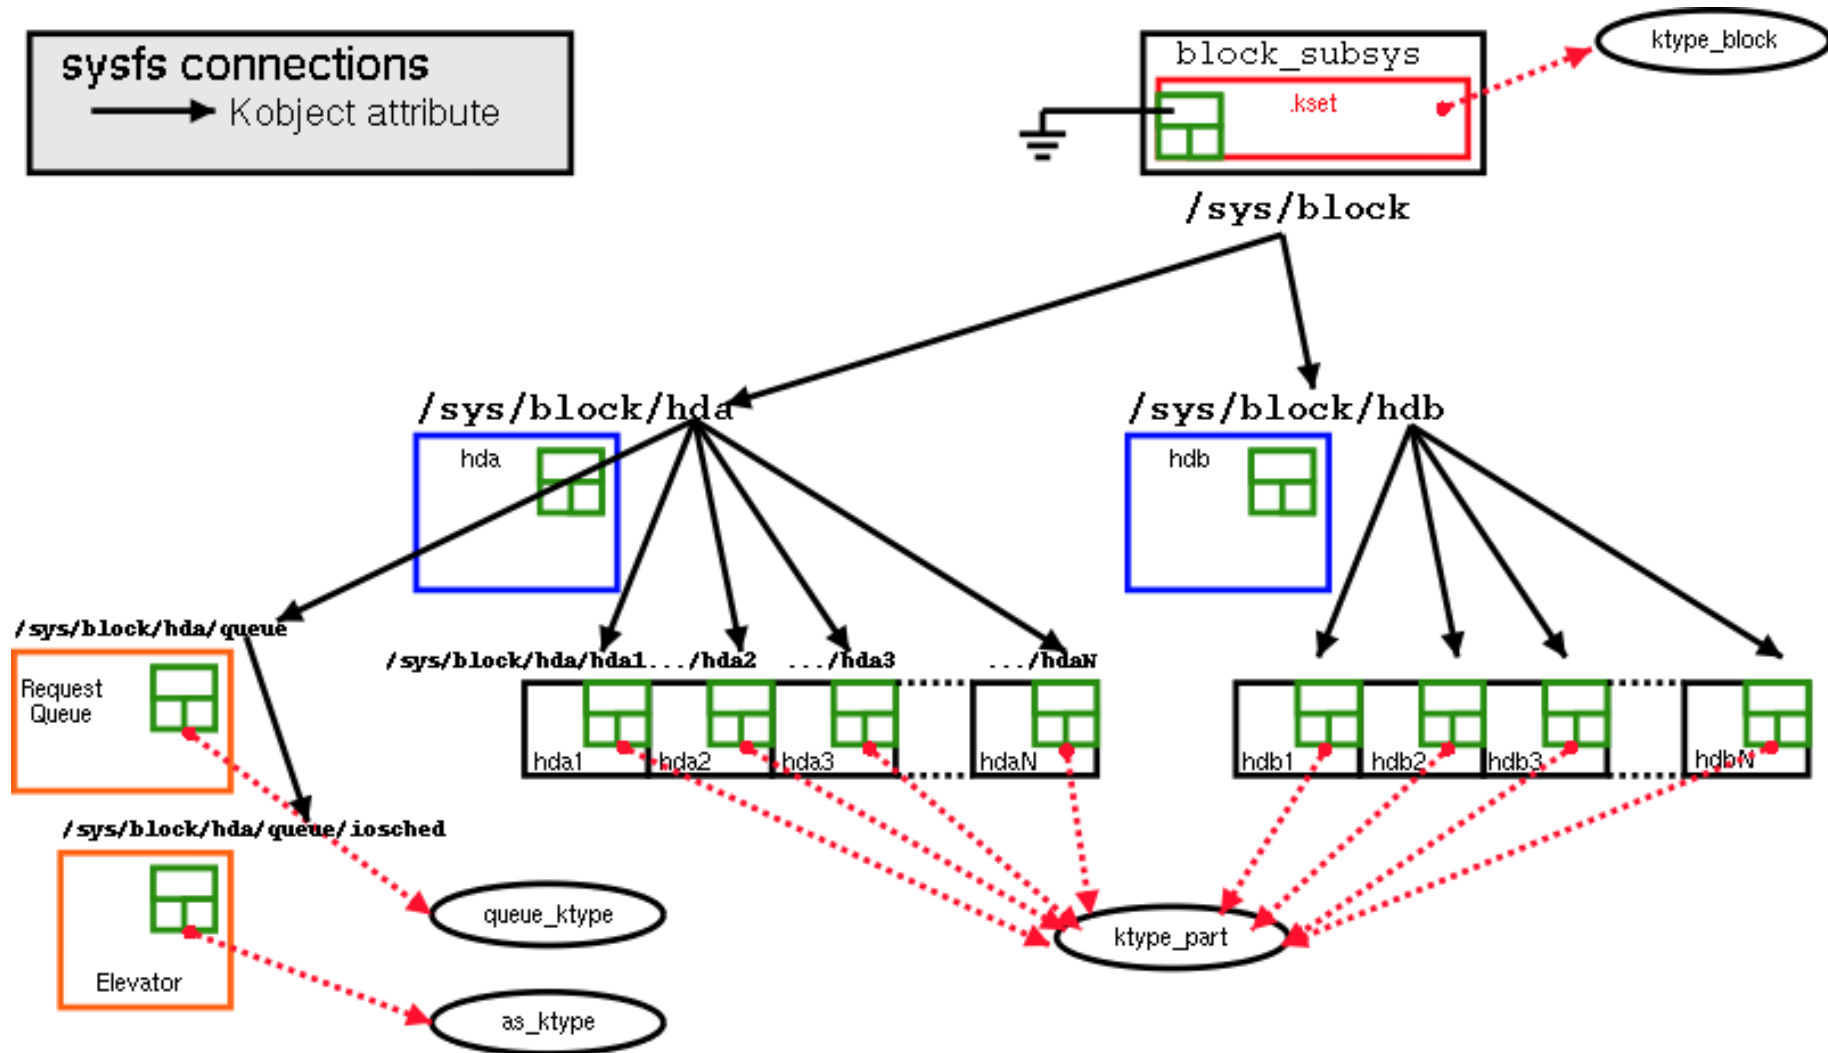 sysfs connections
Kobject attribute
block_subsys
.kset
ktype_block
/sys/block
/sys/block/hda
/sys/block/hdb
hda
hdb
/sys/block/hda/queue
/sys/block/hda/hda1.../hda2 .../hda3 .../hdaN
Request
Queue
hda1 hda2 hda3 hdaN
hdb1 hdb2 hdb3 hdbN
/sys/block/hda/queue/iosched
queue_ktype
ktype_part
Elevator
as_ktype